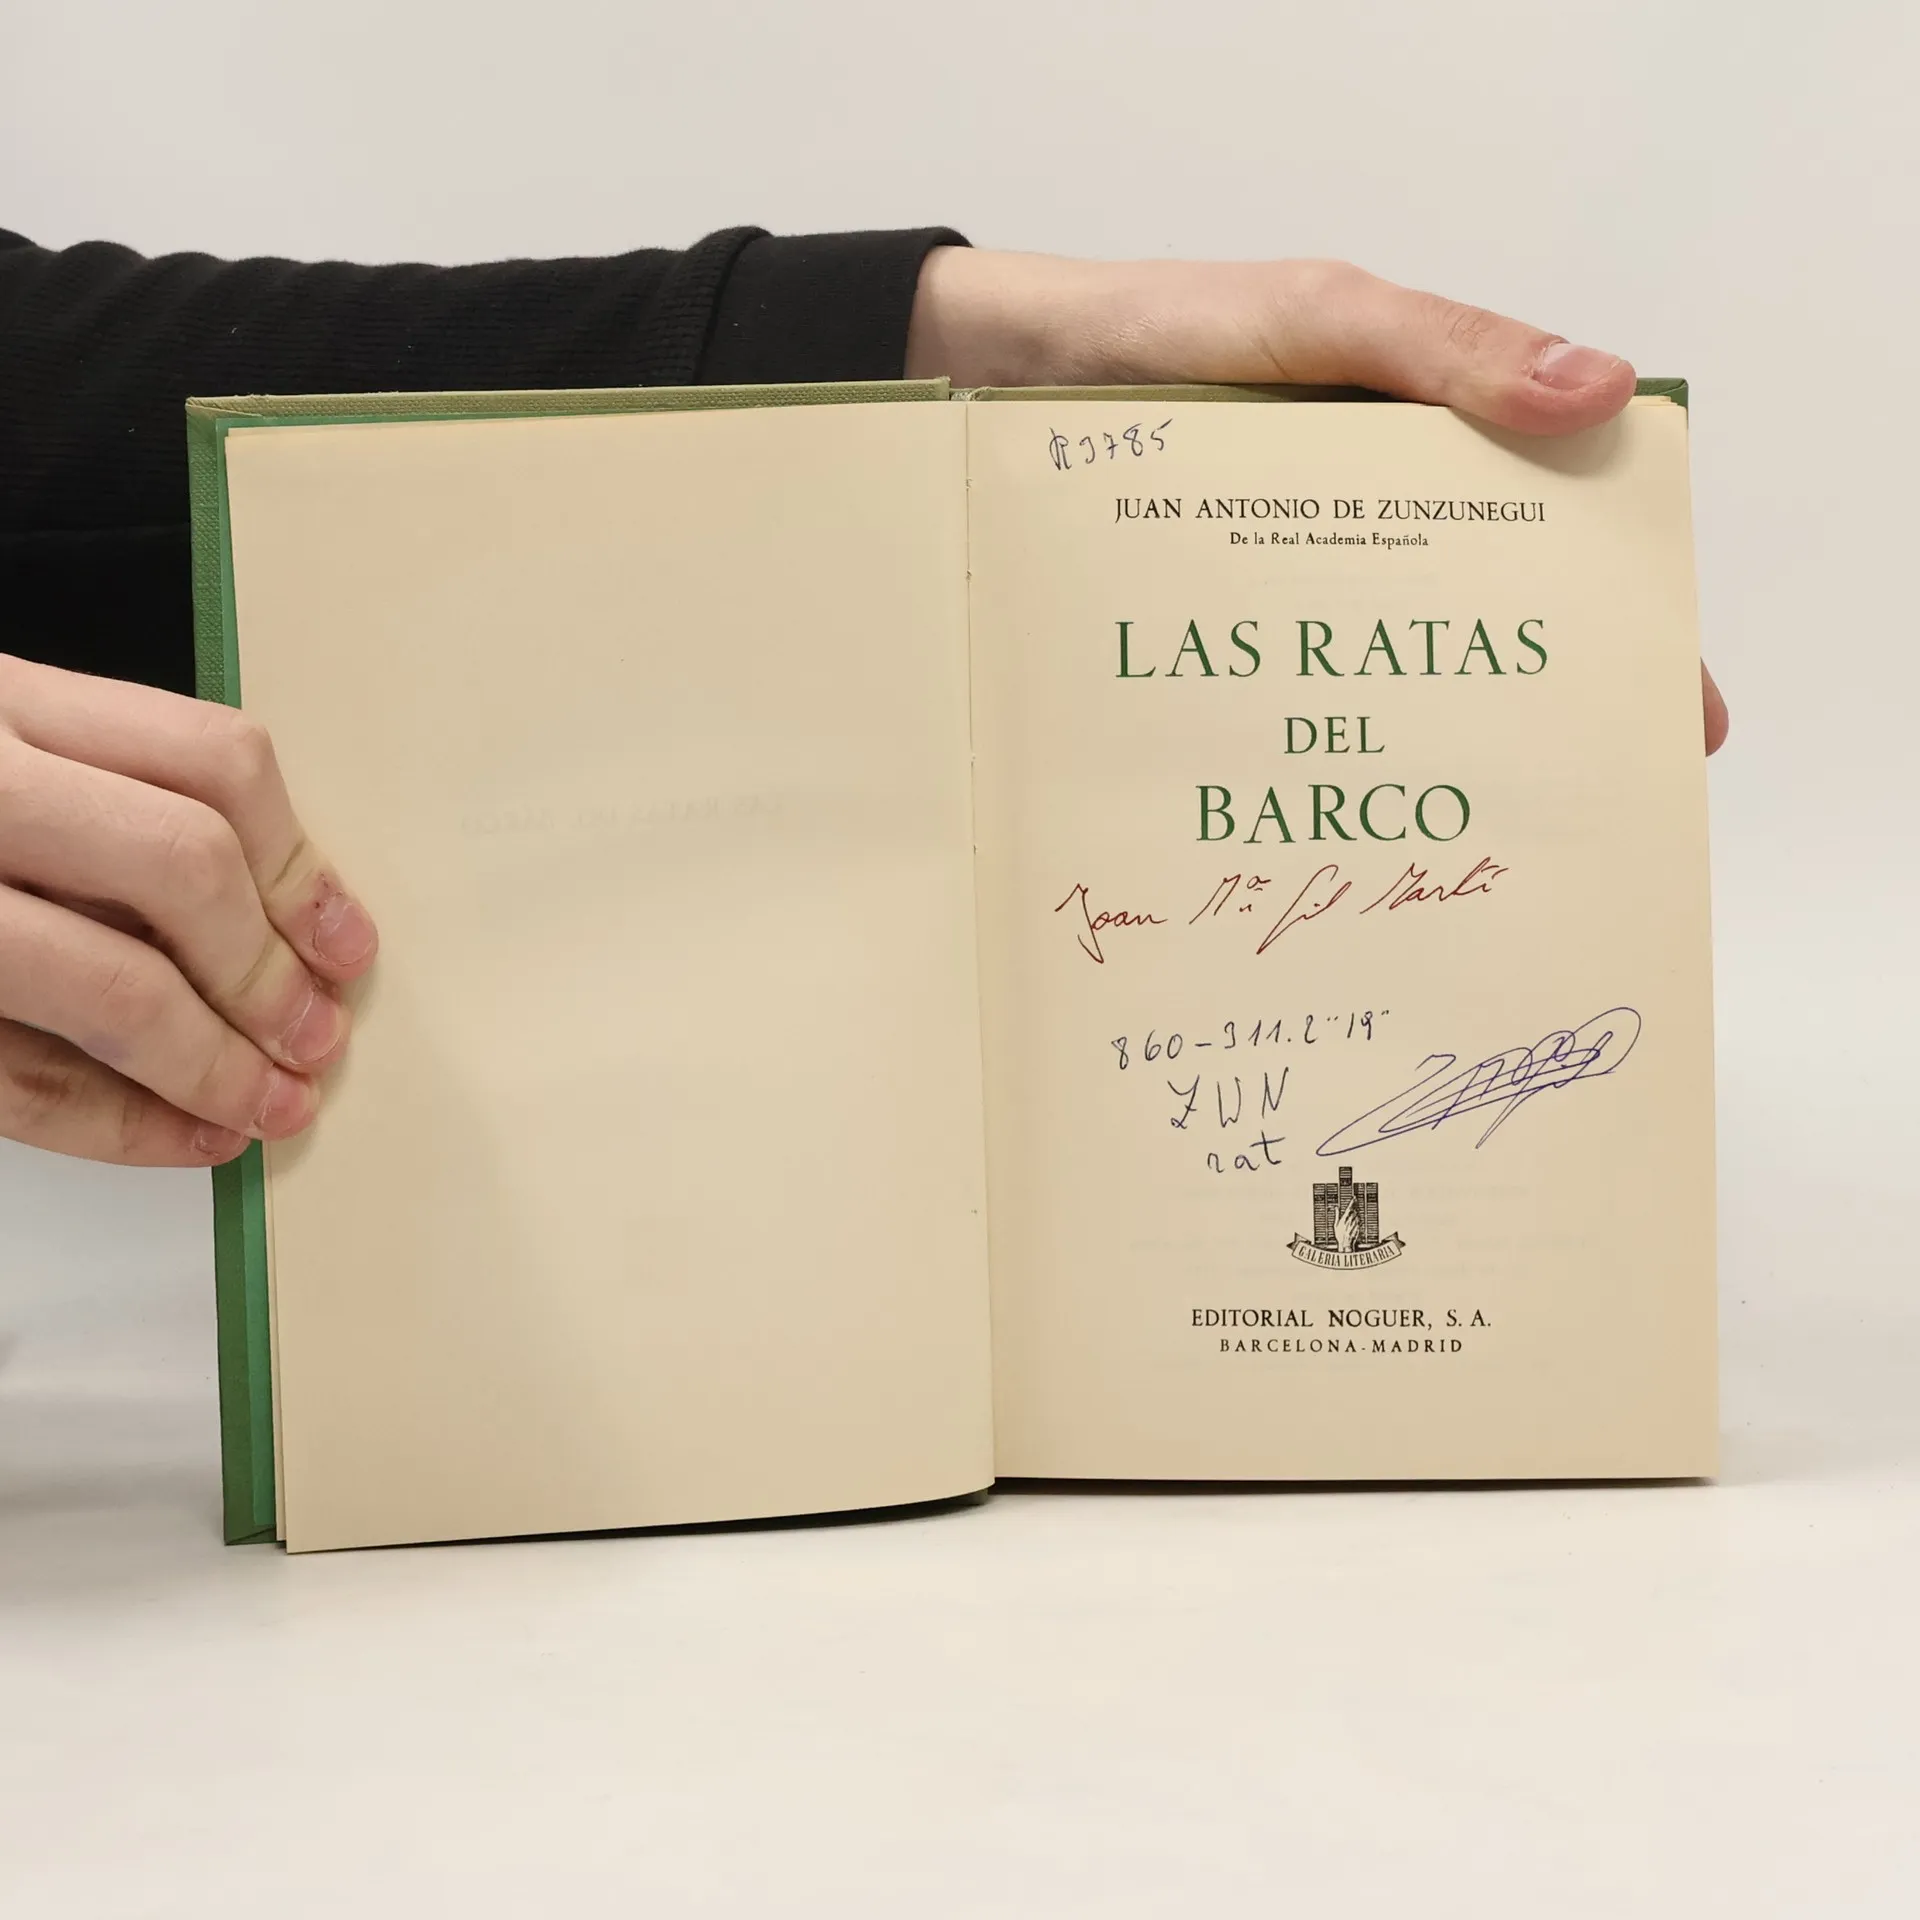 R 9785
JUAN ANTONIO DE ZUNZUNEGUI
De la Real Academia Española
LAS RATAS
DEL
BARCO
Joan Mª Gil Martí
860-311.2"19"
ZUN
rat
GALERIA LITERARIA
EDITORIAL NOGUER, S. A.
BARCELONA-MADRID